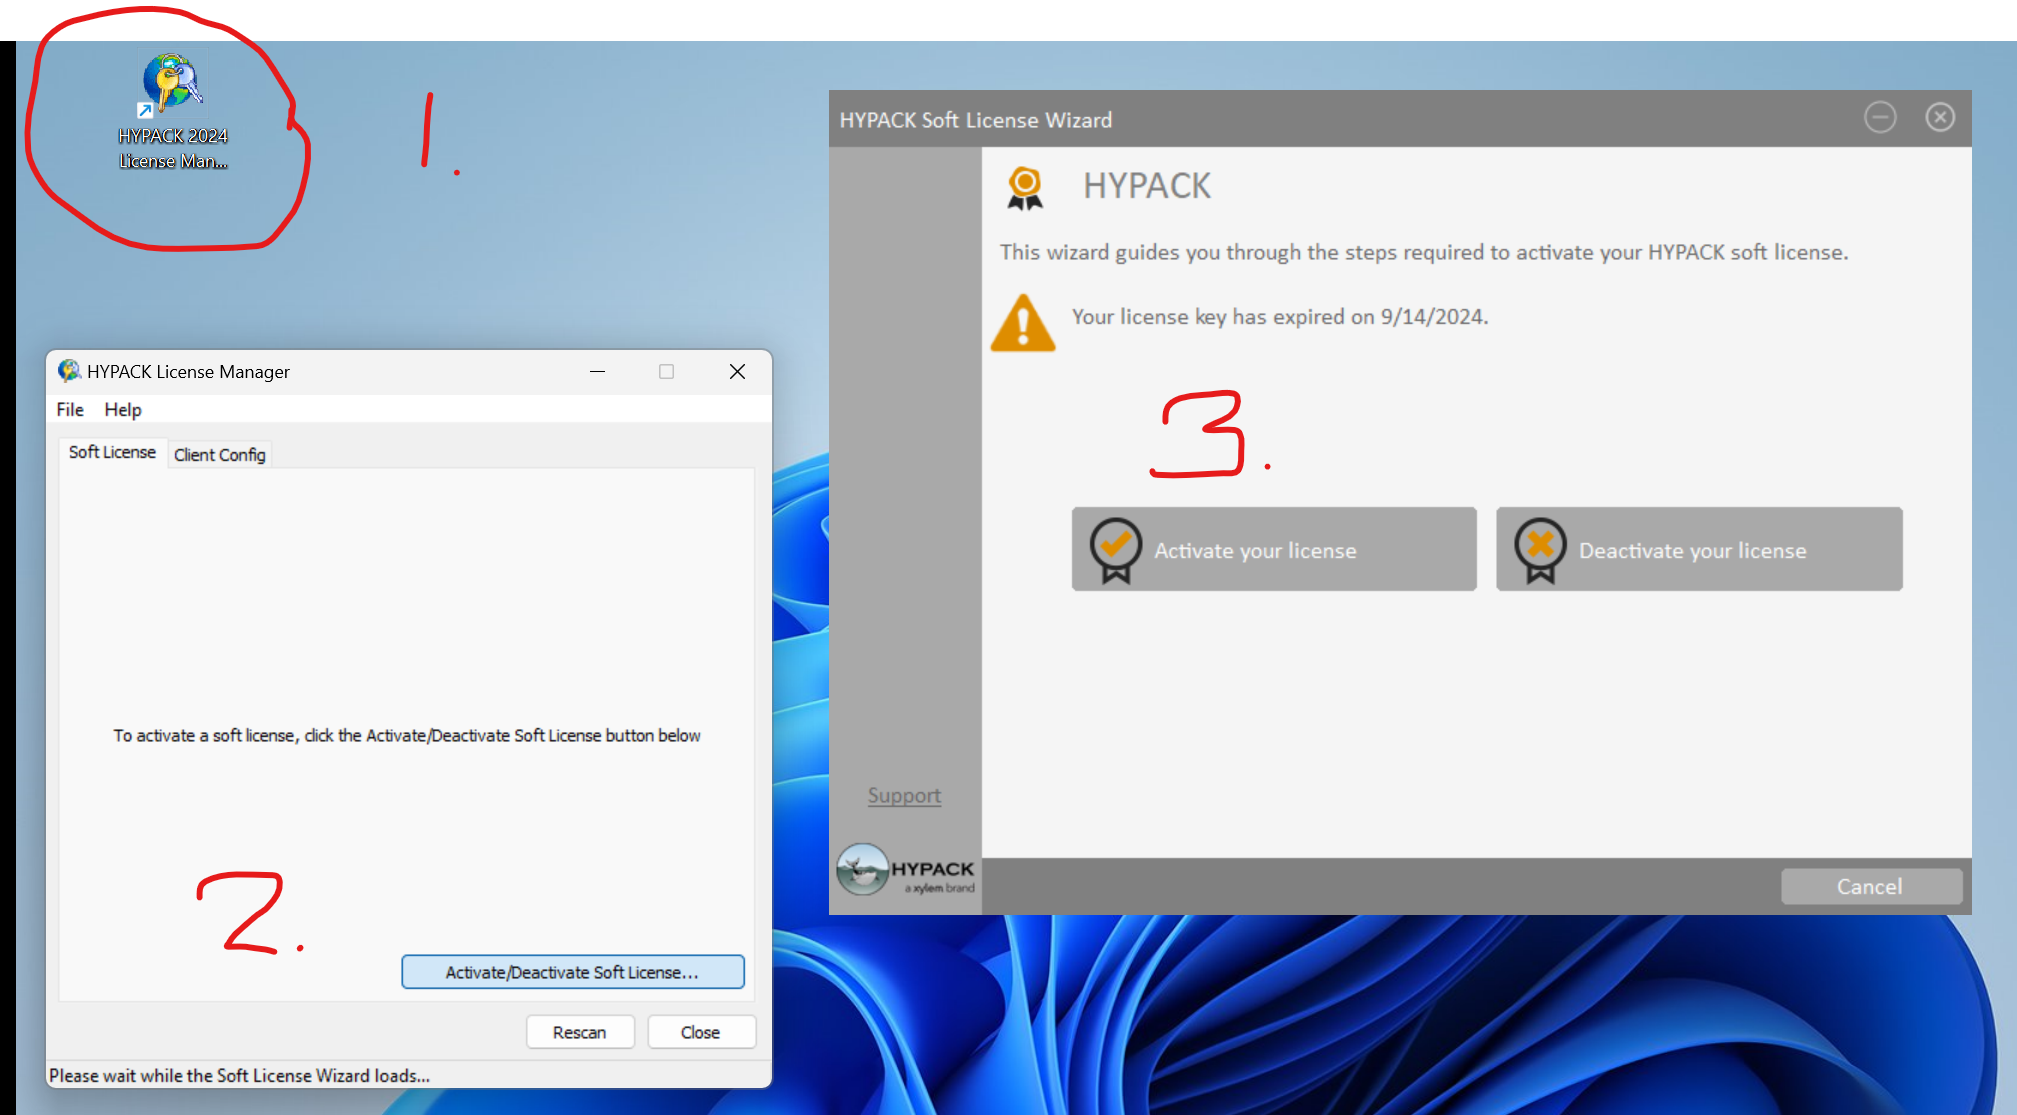 HYPACK 2024
License Man...
1.
HYPACK License Manager
File Help
Soft License Client Config
To activate a soft license, click the Activate/Deactivate Soft License button below
2.
Activate/Deactivate Soft License...
Rescan Close
Please wait while the Soft License Wizard loads...
HYPACK Soft License Wizard
HYPACK
This wizard guides you through the steps required to activate your HYPACK soft license.
Your license key has expired on 9/14/2024.
3.
Activate your license Deactivate your license
Support
HYPACK
a xylem brand
Cancel